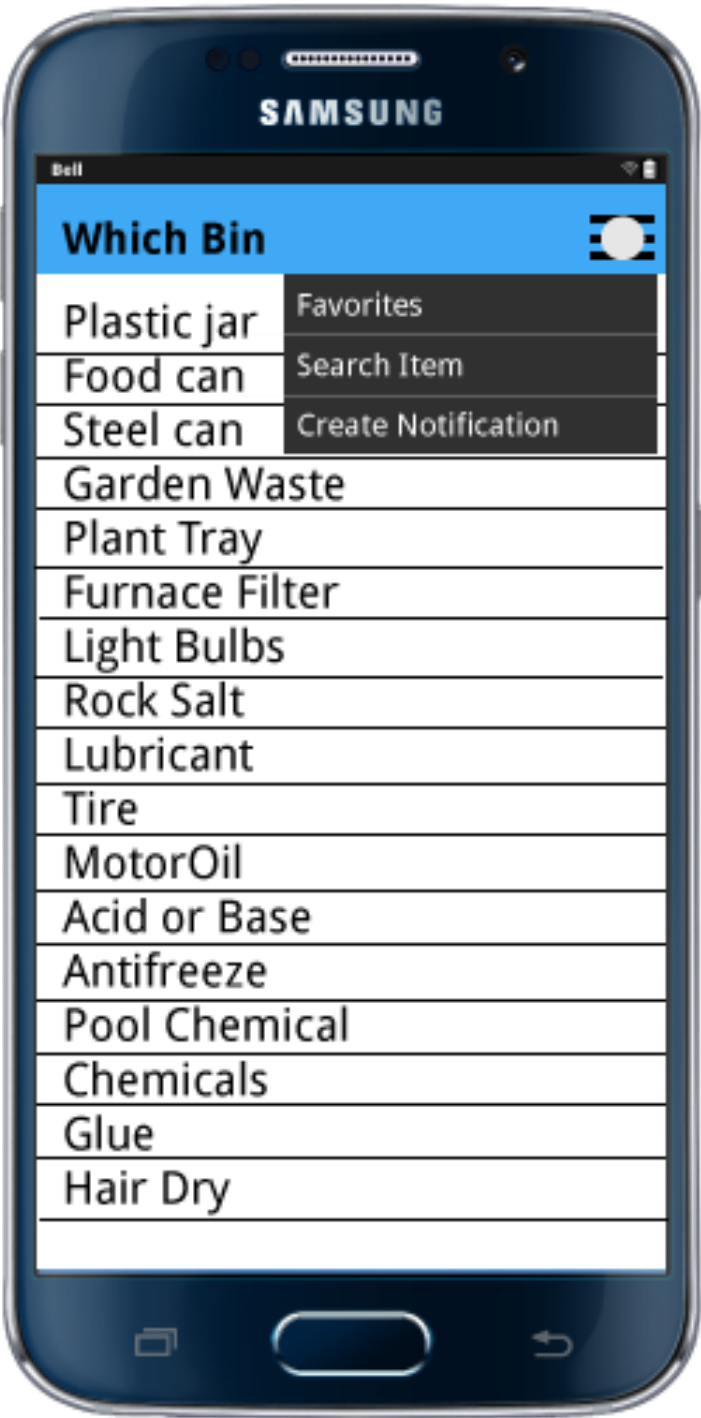 SAMSUNG
Bell
Which Bin
Favorites
Plastic jar
Search Item
Food can
Create Notification
Steel can
Garden Waste
Plant Tray
Furnace Filter
Light Bulbs
Rock Salt
Lubricant
Tire
MotorOil
Acid or Base
Antifreeze
Pool Chemical
Chemicals
Glue
Hair Dry